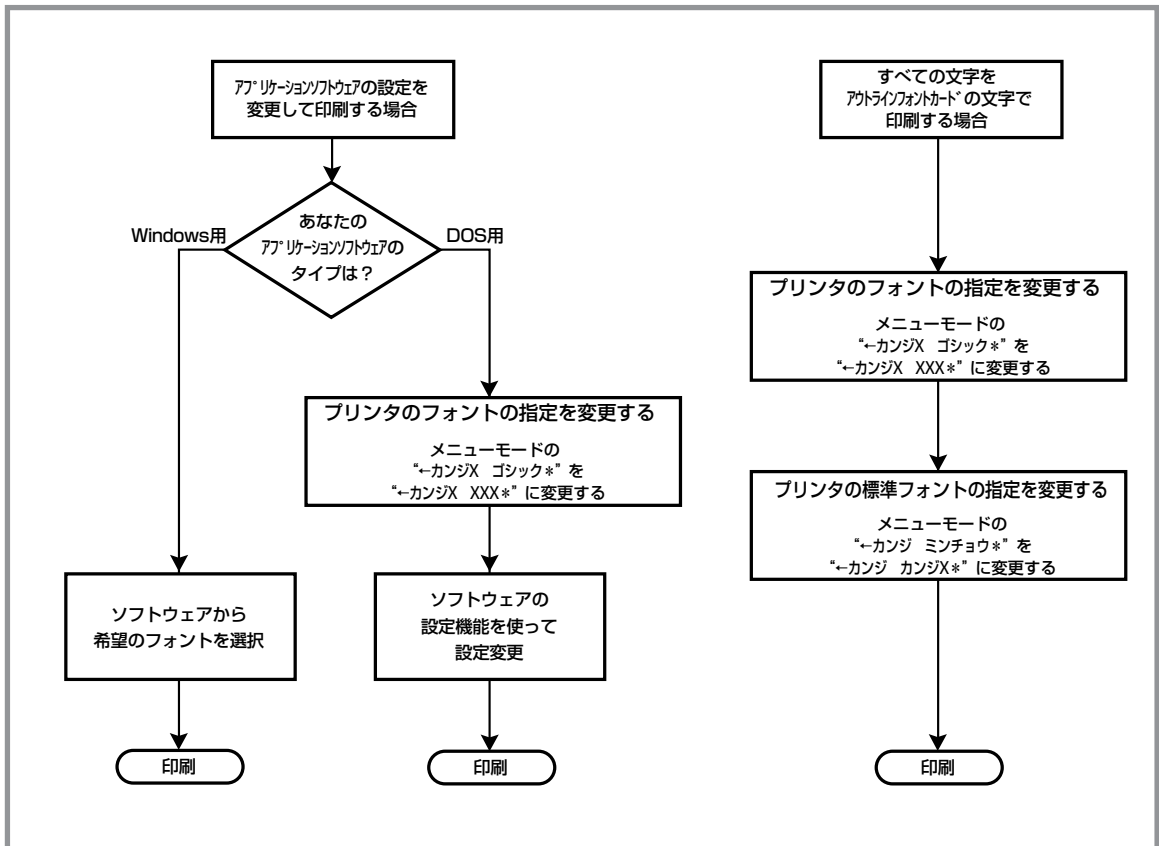 アプリケーションソフトウェアの設定を
変更して印刷する場合
あなたの
アプリケーションソフトウェアの
タイプは？
Windows用
DOS用
プリンタのフォントの指定を変更する
メニューモードの
“←カンジX ゴシック＊”を
“←カンジX XXX＊”に変更する
ソフトウェアから
希望のフォントを選択
ソフトウェアの
設定機能を使って
設定変更
印刷
印刷
すべての文字を
アウトラインフォントカードの文字で
印刷する場合
プリンタのフォントの指定を変更する
メニューモードの
“←カンジX ゴシック＊”を
“←カンジX XXX＊”に変更する
プリンタの標準フォントの指定を変更する
メニューモードの
“←カンジ ミンチョウ＊”を
“←カンジ カンジX＊”に変更する
印刷